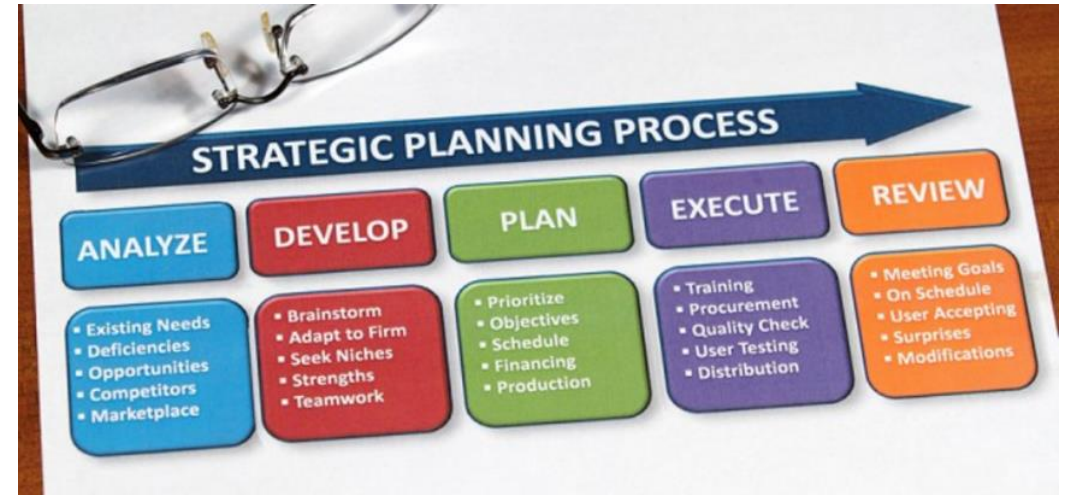 STRATEGIC PLANNING PROCESS
ANALYZE
▪ Existing Needs
▪ Deficiencies
▪ Opportunities
▪ Competitors
▪ Marketplace
DEVELOP
▪ Brainstorm
▪ Adapt to Firm
▪ Seek Niches
▪ Strengths
▪ Teamwork
PLAN
▪ Prioritize
▪ Objectives
▪ Schedule
▪ Financing
▪ Production
EXECUTE
▪ Training
▪ Procurement
▪ Quality Check
▪ User Testing
▪ Distribution
REVIEW
▪ Meeting Goals
▪ On Schedule
▪ User Accepting
▪ Surprises
▪ Modifications